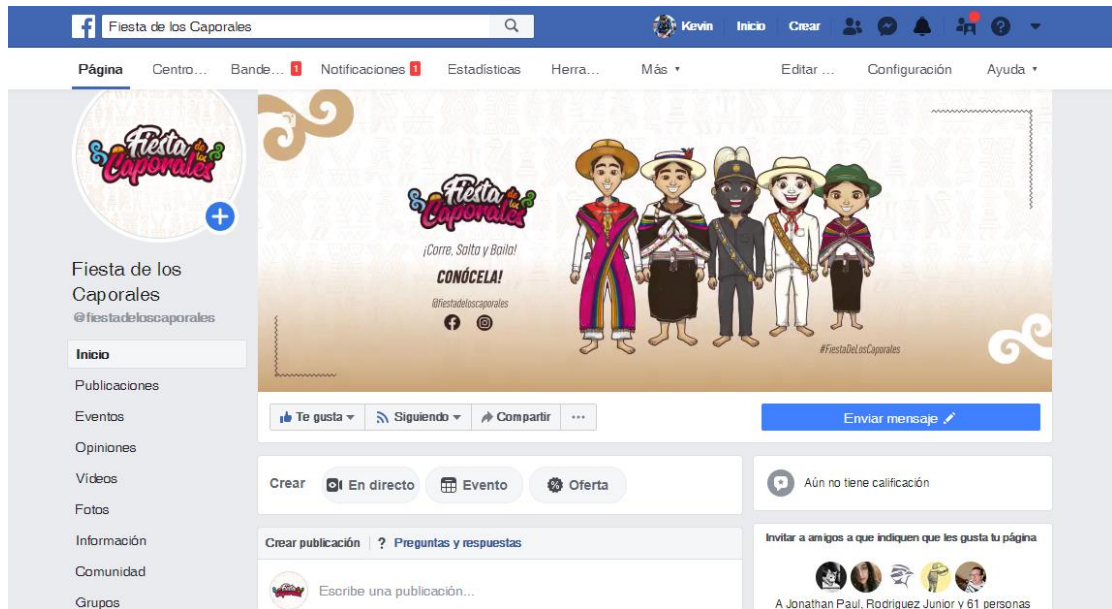 Fiesta de los Caporales
Kevin Inicio Crear
Página Centro... Bande... 1 Notificaciones 1 Estadísticas Herra... Más Editar ... Configuración Ayuda
Fiesta de los Caporales
Fiesta de los
Caporales
@fiestadeloscaporales
Inicio
Publicaciones
Eventos
Opiniones
Vídeos
Fotos
Información
Comunidad
Grupos
Fiesta de los Caporales
¡Corre, Salta y Baila!
CONÓCELA!
@fiestadeloscaporales
#FiestaDeLosCaporales
Te gusta Siguiendo Compartir ...
Enviar mensaje
Crear En directo Evento Oferta
Crear publicación ? Preguntas y respuestas
Escribe una publicación...
Aún no tiene calificación
Invitar a amigos a que indiquen que les gusta tu página
A Jonathan Paul, Rodriguez Junior y 61 personas